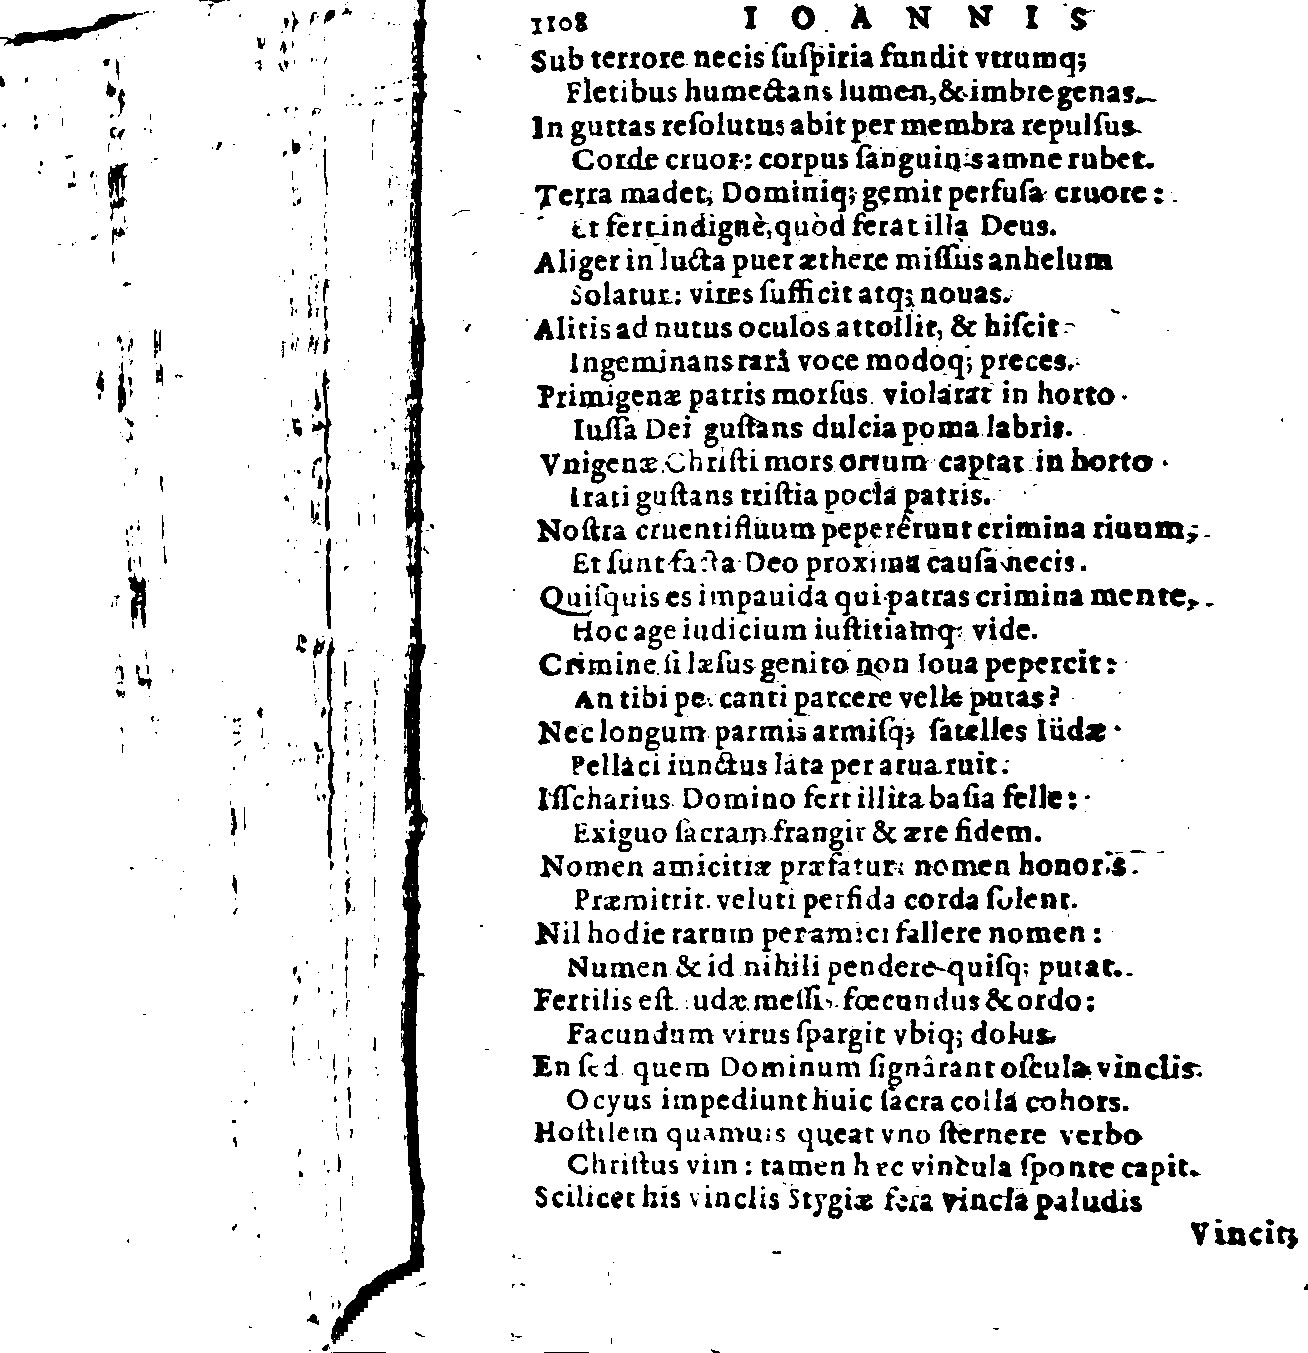 1108 IOANNIS
Sub terrore necis ſuſpiria fundit vtrumq;
Fletibus humectans lumen, & imbre genas.
In guttas reſolutus abit per membra repulſus
Corde cruor: corpus ſanguinis amne rubet.
Terra madet, Dominiq; gemit perfuſa cruore:
Et fert indignè, quòd ferat illa Deus.
Aliger in lucta puer æthere miſſus anhelum
Solatur: vires ſufficit atq; nouas.
Alitis ad nutus oculos attollit, & hiſcit
Ingeminans rarâ voce modoq; preces.
Primigenæ patris morſus violârat in horto
Iuſſa Dei guſtans dulcia poma labris.
Vnigenæ Chriſti mors ortum captat in horto
Irati guſtans triſtia pocla patris.
Noſtra cruentifluum peperêrunt crimina riuum,
Et ſunt facta Deo proxima cauſa necis.
Quiſquis es impauida qui patras crimina mente,
Hoc age iudicium iuſtitiamq; vide.
Crimine ſi læſus genito non Ioua pepercit:
An tibi peccanti parcere velle putas?
Nec longum parmis armiſq; ſatelles Iüdæ
Pellaci iunctus lata per arua ruit.
Iſſcharius Domino fert illita baſia felle:
Exiguo ſacram frangit & ære fidem.
Nomen amicitiæ præfatur: nomen honoris
Præmittit. veluti perfida corda ſolent.
Nil hodie rarum per amici fallere nomen:
Numen & id nihili pendere quiſq; putat.
Fertilis eſt Iudæ meſſis fœcundus & ordo:
Facundum virus ſpargit vbiq; dolus.
En ſed quem Dominum ſignârant oſcula vinclis
Ocyus impediunt huic ſacra colla cohors.
Hoſtilem quamuis queat vno ſternere verbo
Chriſtus vim: tamen hæc vincula ſponte capit.
Scilicet his vinclis Stygiæ fera vincla paludis
Vincit;